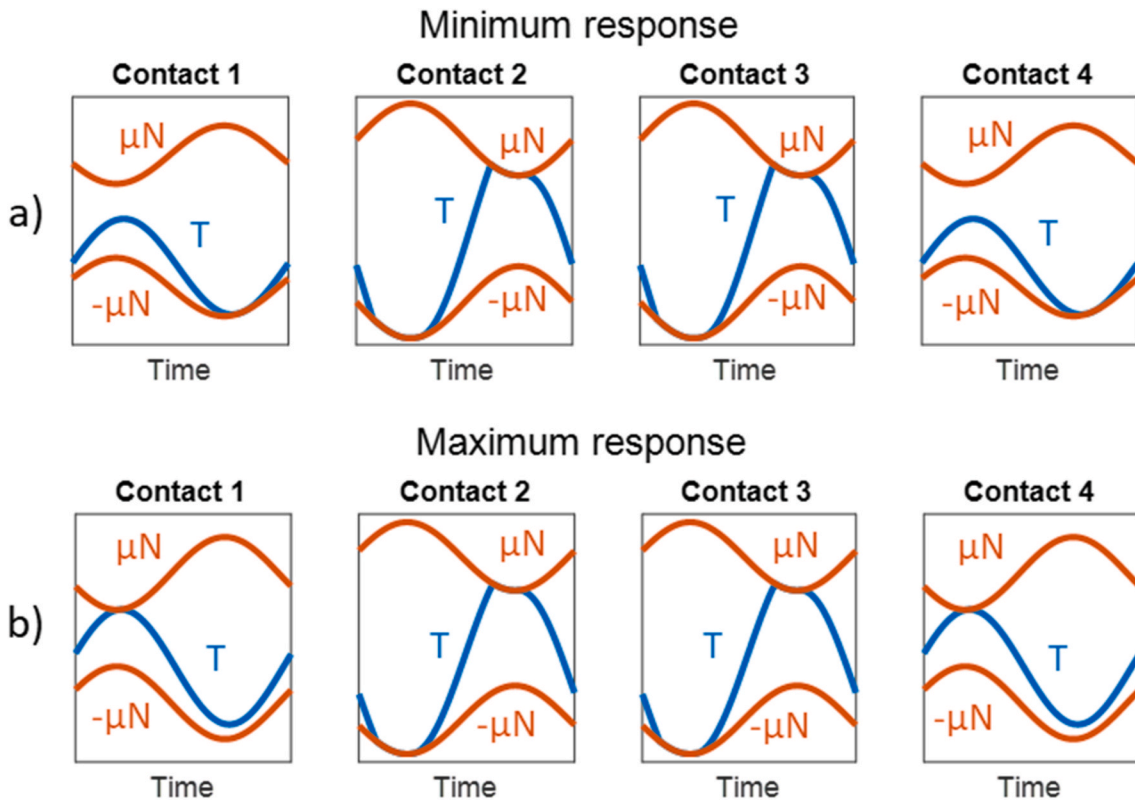 Minimum response
Contact 1 Contact 2 Contact 3 Contact 4
a)
μN μN μN μN
T T T T
-μN -μN -μN -μN
Time Time Time Time
Maximum response
Contact 1 Contact 2 Contact 3 Contact 4
b)
μN μN μN μN
T T T T
-μN -μN -μN -μN
Time Time Time Time